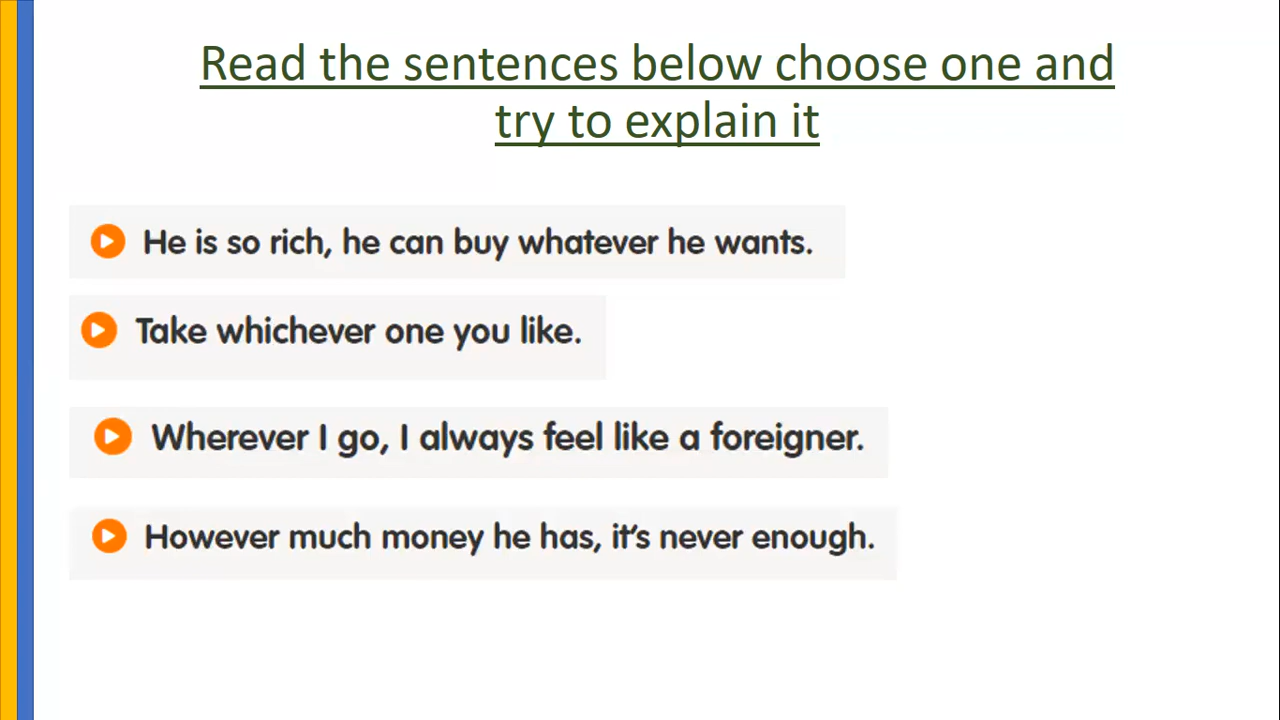 Read the sentences below choose one and
try to explain it
He is so rich, he can buy whatever he wants.
Take whichever one you like.
Wherever I go, I always feel like a foreigner.
However much money he has, it's never enough.